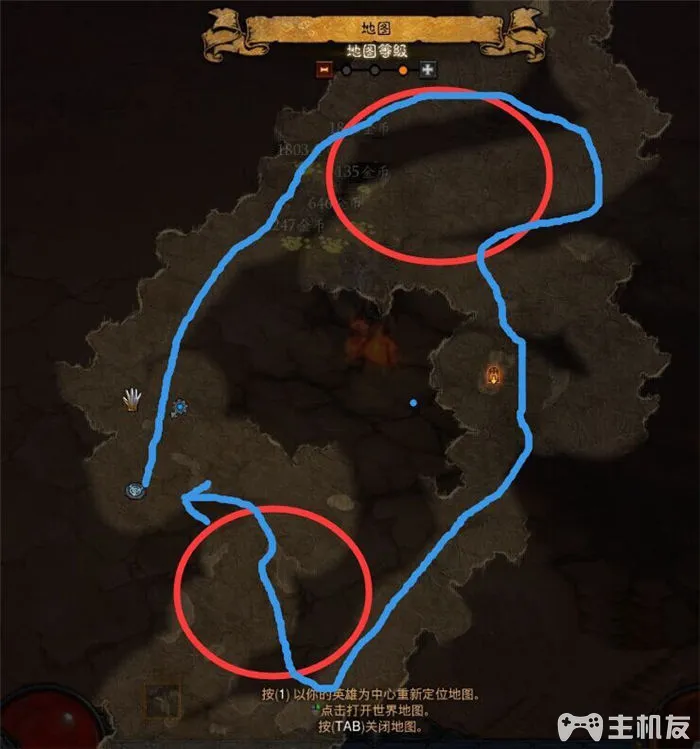 地图
地图等级
金币
1803
135金币
646金币
247金币
按(1)以你的英雄为中心重新定位地图。
点击打开世界地图。
按(TAB)关闭地图。
主机友